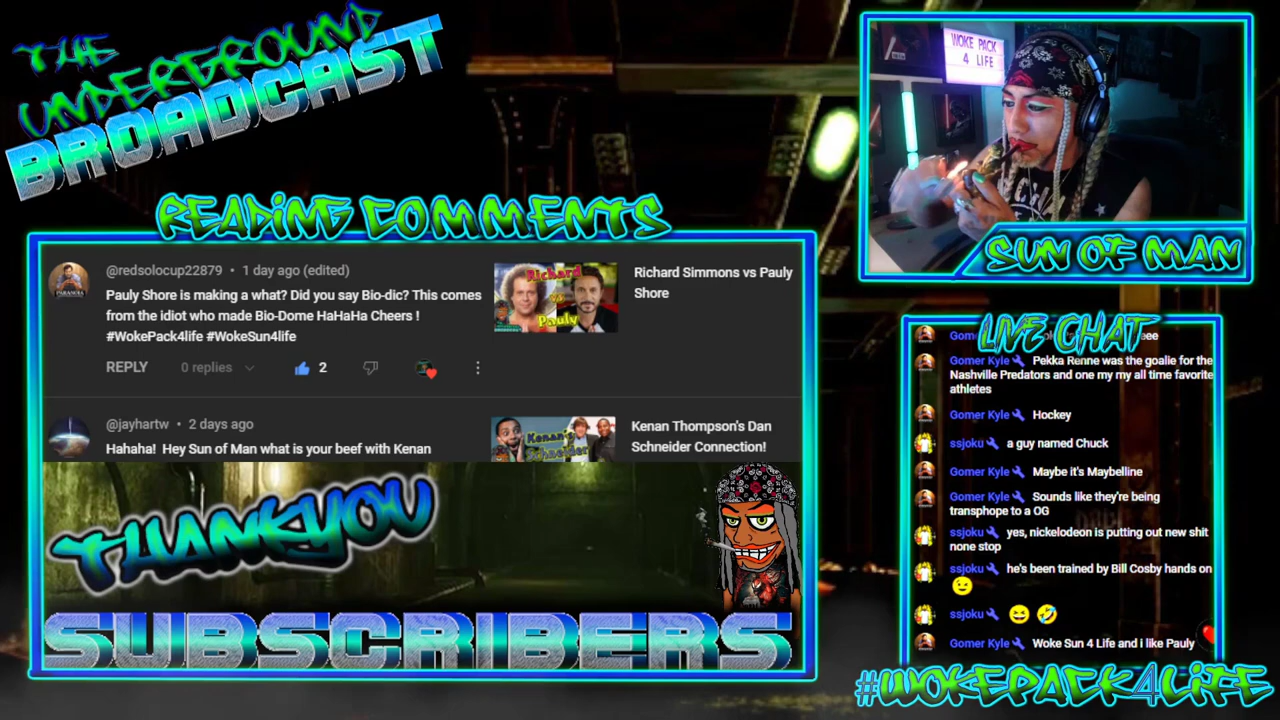 THE
UNDERGROUND
BROADCAST
WOKE PACK
4 LIFE
SUN OF MAN
READING COMMENTS
@redsolocup22879 • 1 day ago (edited)
Pauly Shore is making a what? Did you say Bio-dic? This comes
from the idiot who made Bio-Dome HaHaHa Cheers !
#WokePack4life #WokeSun4life
REPLY 0 replies 2
Richard
vs
Pauly
Richard Simmons vs Pauly
Shore
@jayhartw • 2 days ago
Hahaha! Hey Sun of Man what is your beef with Kenan
Kenan's
Schneider
Kenan Thompson's Dan
Schneider Connection!
THANKYOU
SUBSCRIBERS
LIVE CHAT
Gomer Kyle Pekka Renne was the goalie for the
Nashville Predators and one my my all time favorite
athletes
Gomer Kyle Hockey
ssjoku a guy named Chuck
Gomer Kyle Maybe it's Maybelline
Gomer Kyle Sounds like they're being
transphope to a OG
ssjoku yes, nickelodeon is putting out new shit
none stop
ssjoku he's been trained by Bill Cosby hands on
😉
ssjoku 😆 🤣
Gomer Kyle Woke Sun 4 Life and i like Pauly
#WOKEPACK4LIFE